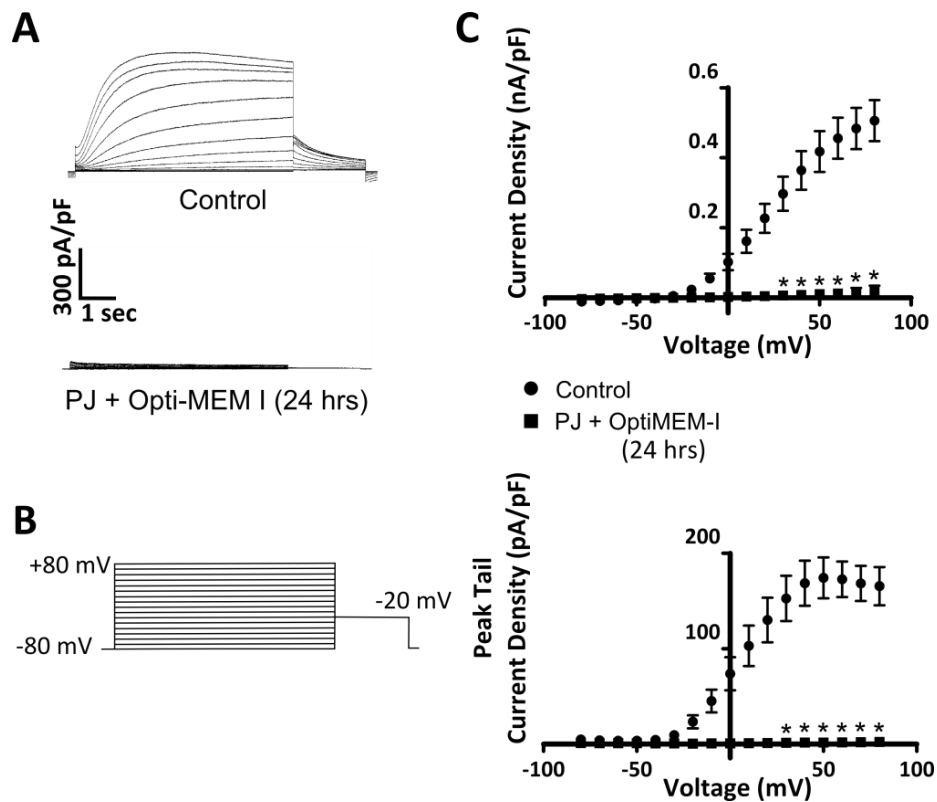 A
Control
300 pA/pF
1 sec
PJ + Opti-MEM I (24 hrs)
B
+80 mV
-20 mV
-80 mV
C
Current Density (nA/pF)
0.6
0.4
0.2
* * * * * *
-100
-50
50
100
Voltage (mV)
Control
PJ + OptiMEM-I
(24 hrs)
Peak Tail
Current Density (pA/pF)
200
100
* * * * * *
-100
-50
50
100
Voltage (mV)